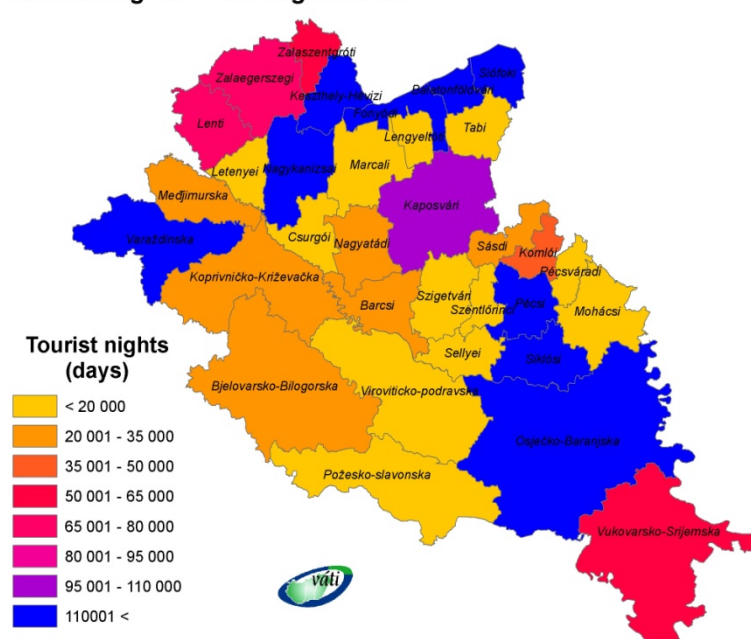 Zalaszentgróti
Zalaegerszegi
Keszthely-Hévizi
Siófoki
Balatonföldvári
Fonyódi
Lenti
Lengyeltóti
Tabi
Letenyei
Nagykanizsai
Marcali
Međjimurska
Kaposvári
Varaždinska
Csurgói
Nagyatádi
Sásdi
Komlói
Koprivničko-Križevačka
Pécsváradi
Barcsi
Szigetvári
Szentlőrinci
Pécsi
Mohácsi
Sellyei
Siklósi
Tourist nights
(days)
Bjelovarsko-Bilogorska
Viroviticko-podravska
< 20 000
20 001 - 35 000
35 001 - 50 000
50 001 - 65 000
65 001 - 80 000
80 001 - 95 000
95 001 - 110 000
110001 <
Osječko-Baranjska
Požesko-slavonska
Vukovarsko-Srijemska
váti